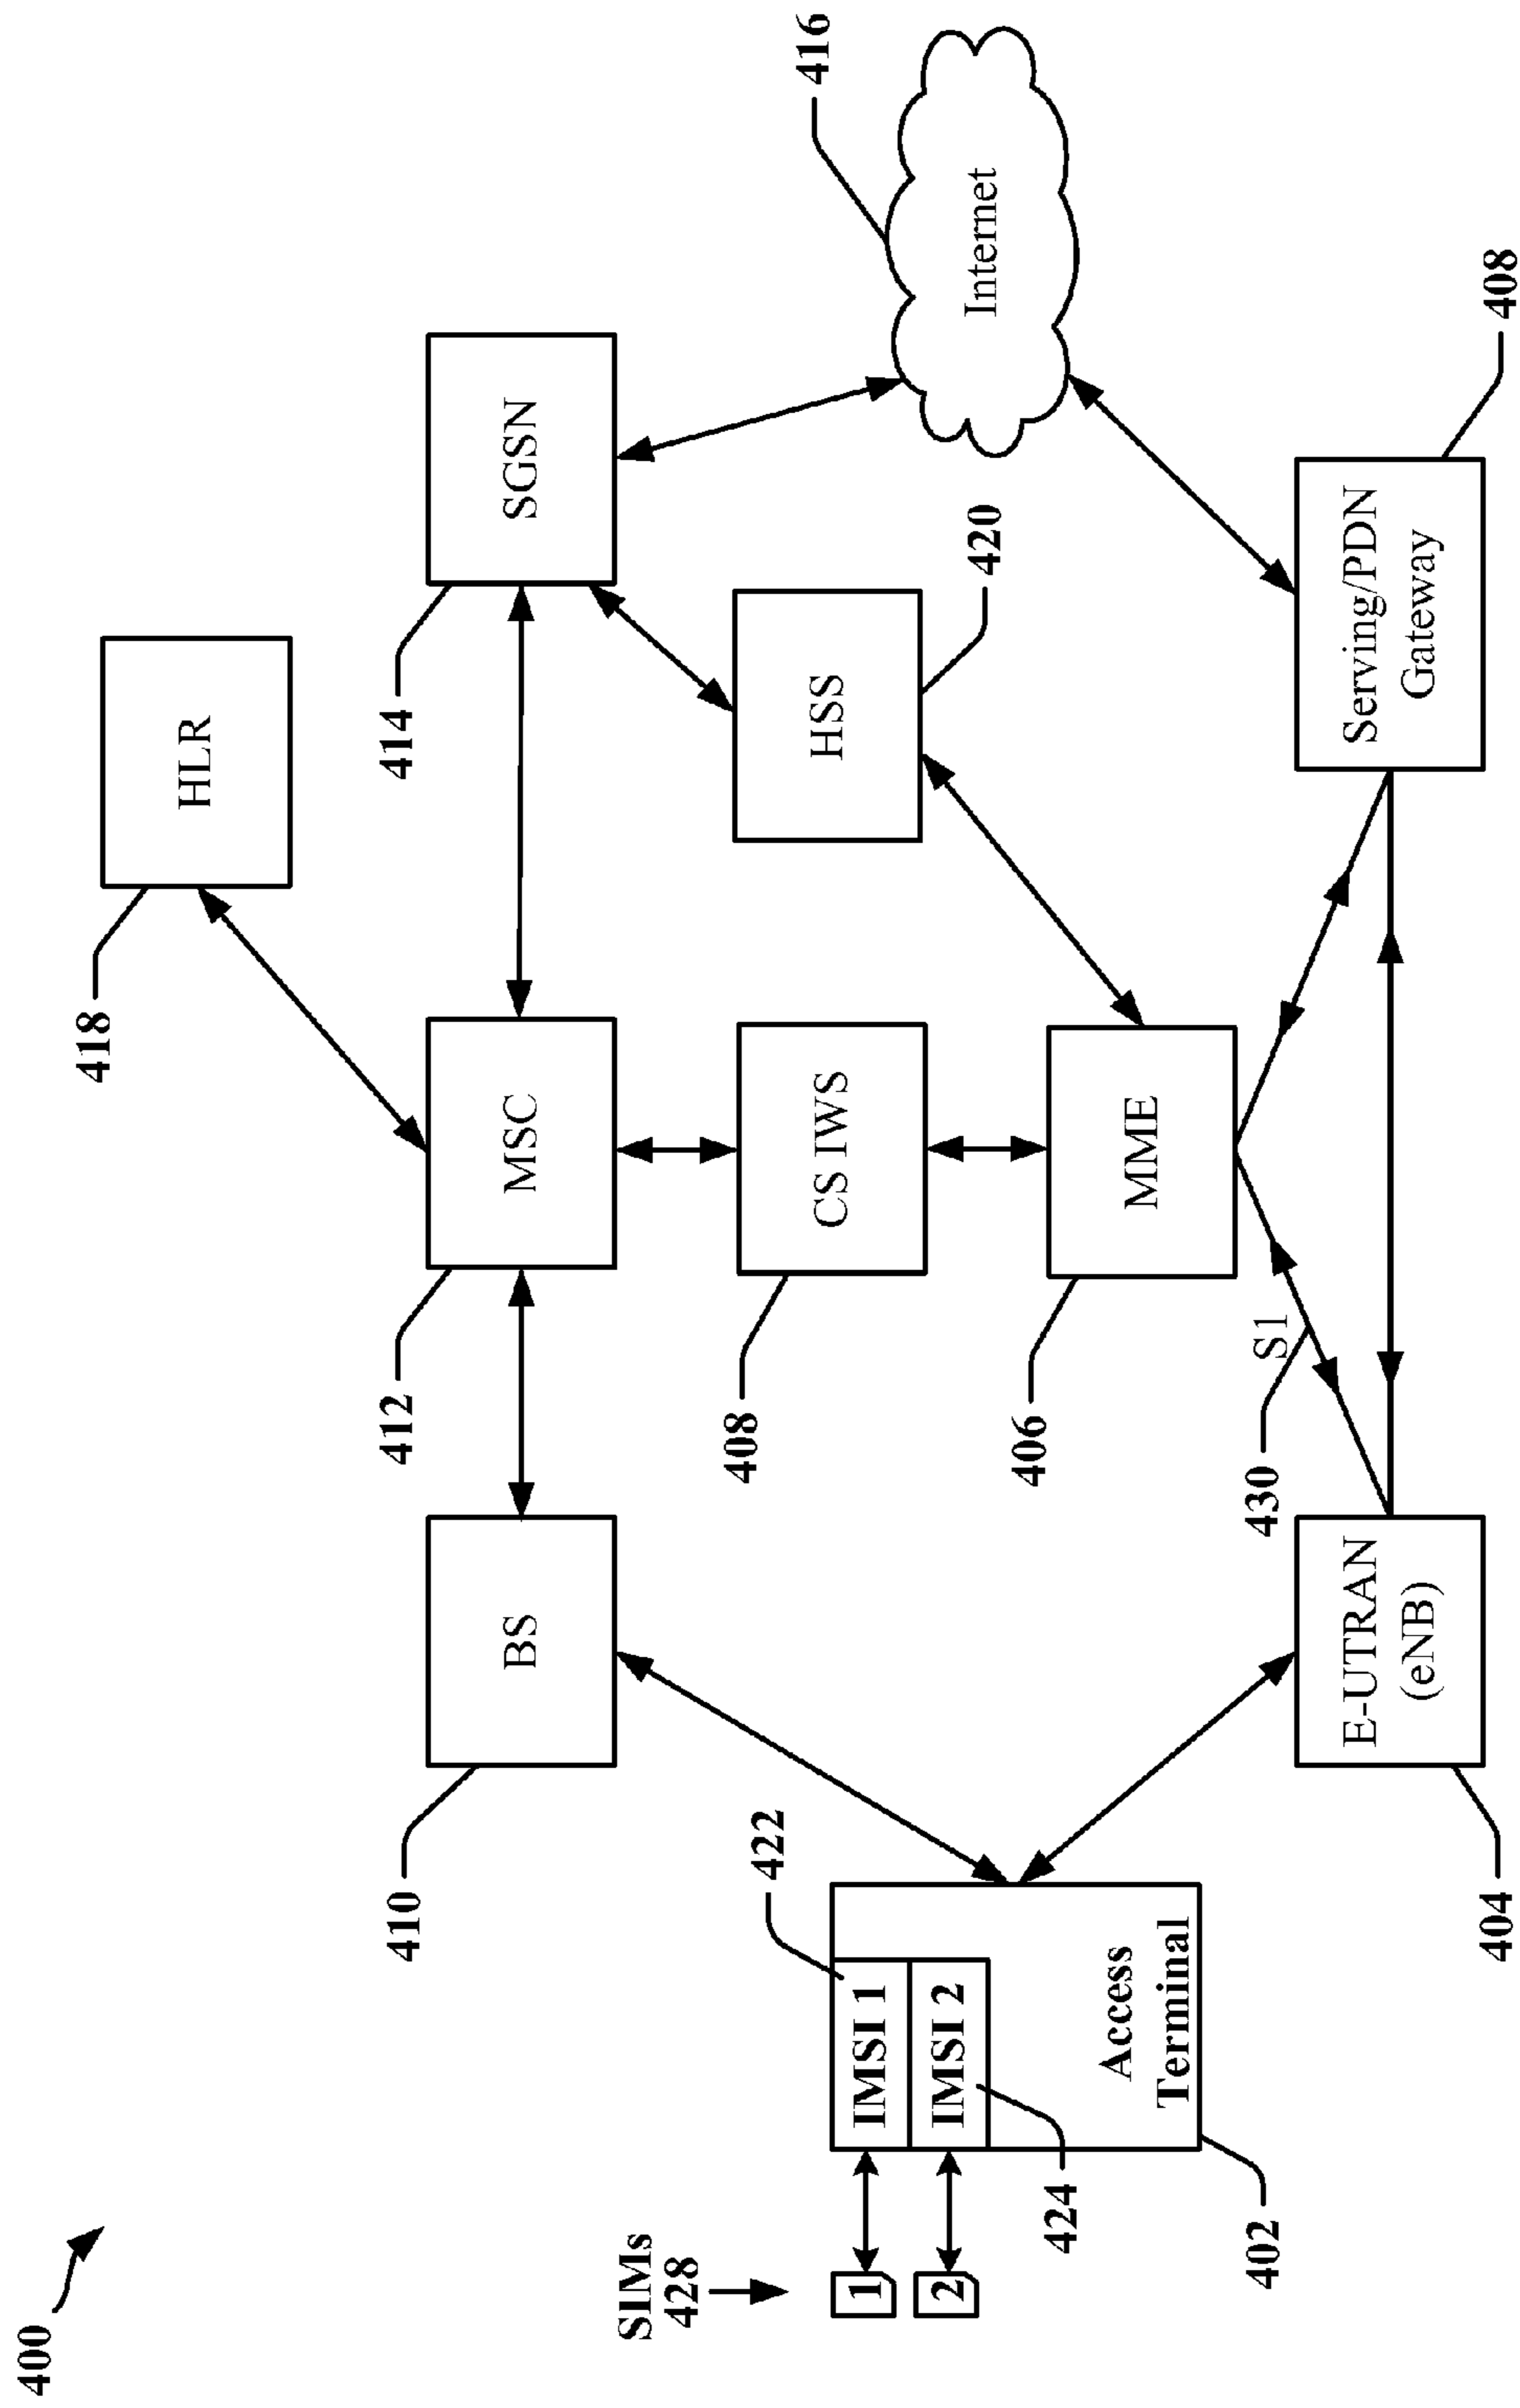 400
418
HLR
410
412
414
BS
MSC
SGSN
SIMs
428
422
408
416
CS IWS
HSS
1
IMSI 1
2
IMSI 2
420
Internet
424
406
Access
Terminal
MME
402
430
S1
E-UTRAN
(eNB)
Serving/PDN
Gateway
404
408